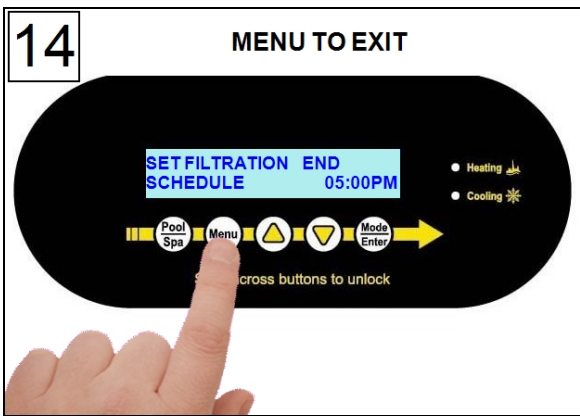 14
MENU TO EXIT
SET FILTRATION END
SCHEDULE 05:00PM
Heating
Cooling
Pool
Spa
Menu
Mode
Enter
across buttons to unlock